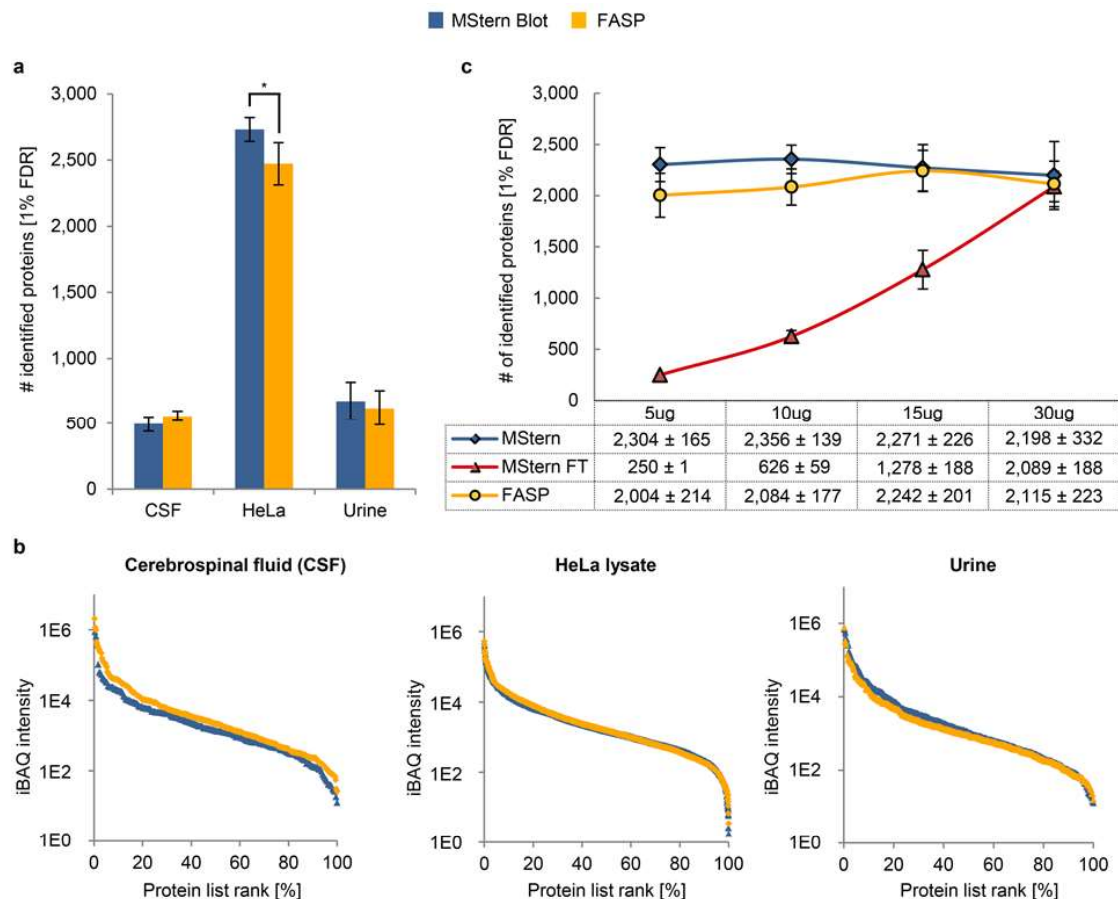 MStern Blot FASP
a
# identified proteins [1% FDR]
3,000
2,500
2,000
1,500
1,000
500
0
*
CSF HeLa Urine
c
# of identified proteins [1% FDR]
3,000
2,500
2,000
1,500
1,000
500
0
5ug 10ug 15ug 30ug
MStern 2,304 ± 165 2,356 ± 139 2,271 ± 226 2,198 ± 332
MStern FT 250 ± 1 626 ± 59 1,278 ± 188 2,089 ± 188
FASP 2,004 ± 214 2,084 ± 177 2,242 ± 201 2,115 ± 223
b
Cerebrospinal fluid (CSF)
iBAQ intensity
1E6
1E4
1E2
1E0
0 20 40 60 80 100
Protein list rank [%]
HeLa lysate
iBAQ intensity
1E6
1E4
1E2
1E0
0 20 40 60 80 100
Protein list rank [%]
Urine
iBAQ intensity
1E6
1E4
1E2
1E0
0 20 40 60 80 100
Protein list rank [%]